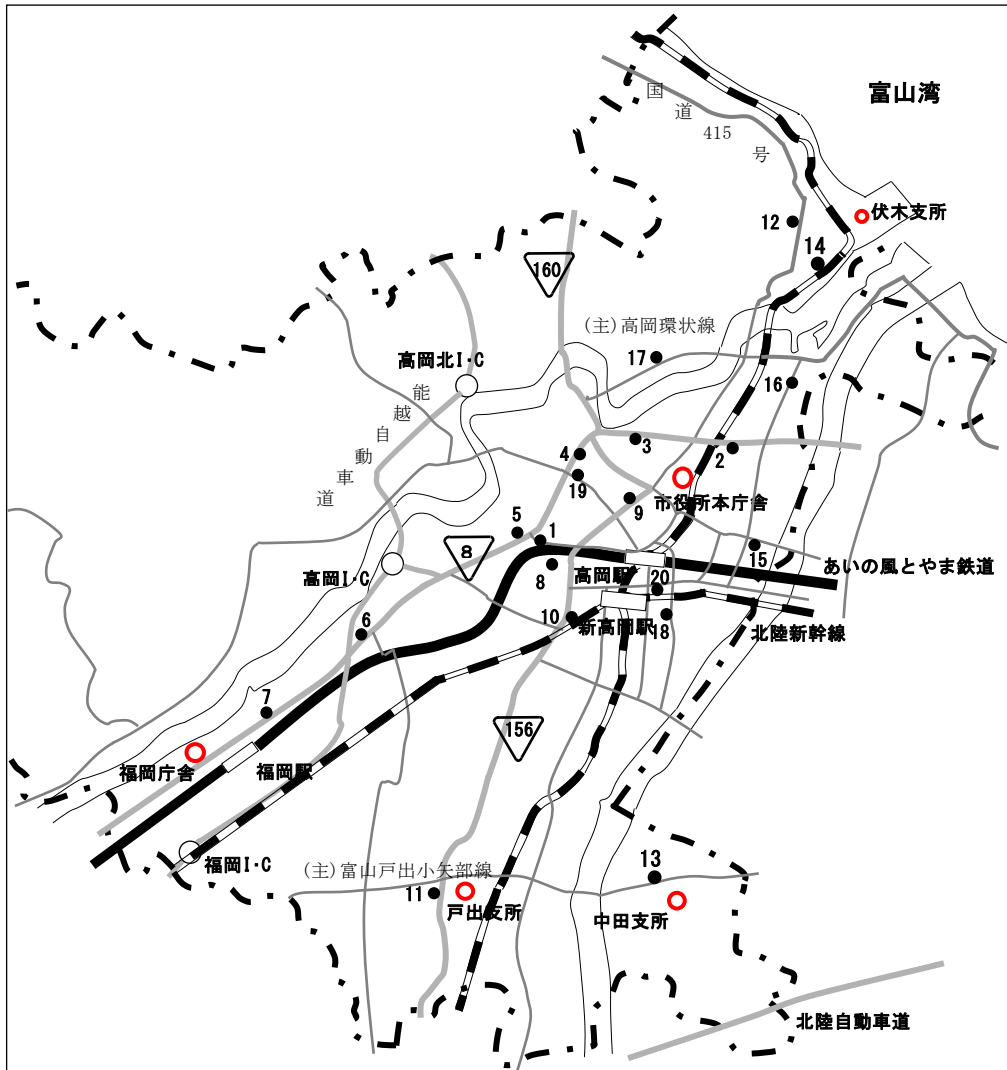 富山湾
国道415号
伏木支所
12
14
160
(主)高岡環状線
17
高岡北I・C
16
能越自動車道
4
3
2
19
市役所本庁舎
9
5
1
15
8
8
高岡駅
あいの風とやま鉄道
高岡I・C
20
6
10
新高岡駅
18
北陸新幹線
7
156
福岡庁舎
福岡駅
福岡I・C
(主)富山戸出小矢部線
13
11
戸出支所
中田支所
北陸自動車道